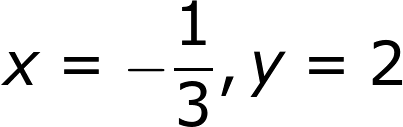 x = -1/3, y = 2